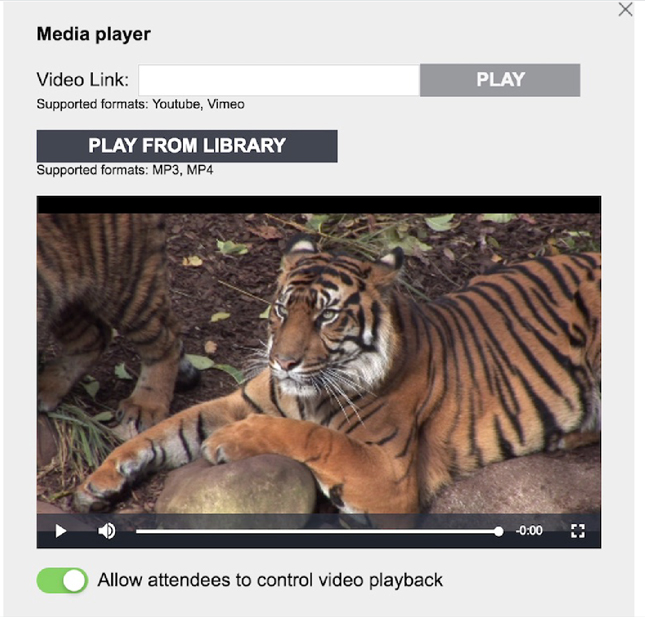 Media player
Video Link:
PLAY
Supported formats: Youtube, Vimeo
PLAY FROM LIBRARY
Supported formats: MP3, MP4
-0:00
Allow attendees to control video playback